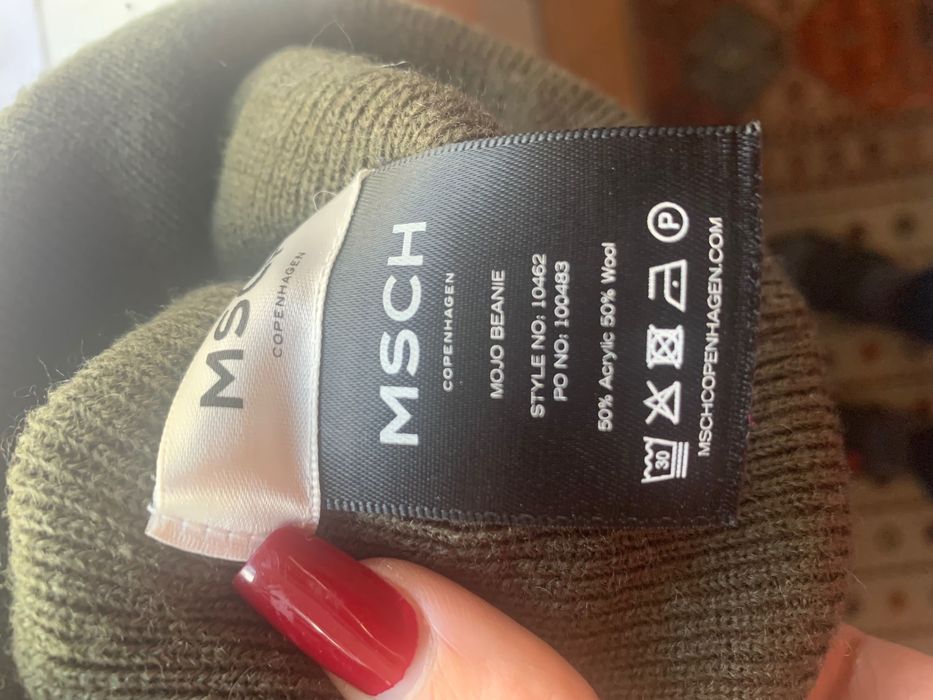 MSCH
COPENHAGEN
MSCH
COPENHAGEN
MOJO BEANIE
STYLE NO: 10462
PO NO: 100483
50% Acrylic 50% Wool
30
P
MSCHCOPENHAGEN.COM